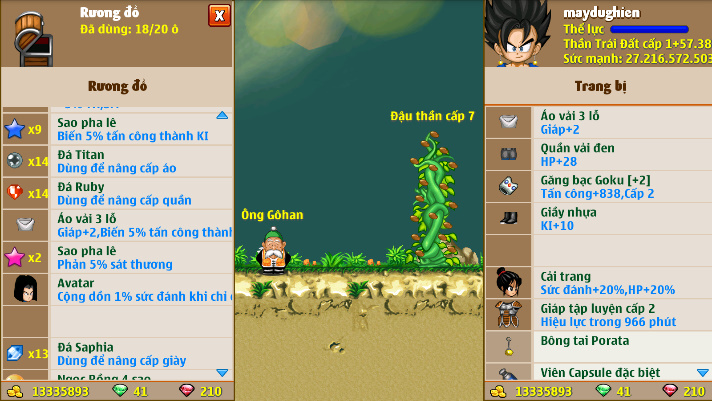 Rương đồ
Đã dùng: 18/20 ô
X
Rương đồ
x9
Sao pha lê
Biến 5% tấn công thành KI
x14
Đá Titan
Dùng để nâng cấp áo
x14
Đá Ruby
Dùng để nâng cấp quần
Áo vải 3 lỗ
Giáp+2,Biến 5% tấn công thành
x2
Sao pha lê
Phản 5% sát thương
Avatar
Cộng dồn 1% sức đánh khi chỉ
x13
Đá Saphia
Dùng để nâng cấp giày
Ngọc Rồng 4 sao
13335893
41
210
Đậu thần cấp 7
Ông Gôhan
maydughien
Thể lực
Thần Trái Đất cấp 1+57.38
Sức mạnh: 27.216.572.503
Trang bị
Áo vải 3 lỗ
Giáp+2
Quần vải đen
HP+28
Găng bạc Goku [+2]
Tấn công+838,Cấp 2
Giầy nhựa
KI+10
Cải trang
Sức đánh+20%,HP+20%
Giáp tập luyện cấp 2
Hiệu lực trong 966 phút
Bông tai Porata
Viên Capsule đặc biệt
13335893
41
210